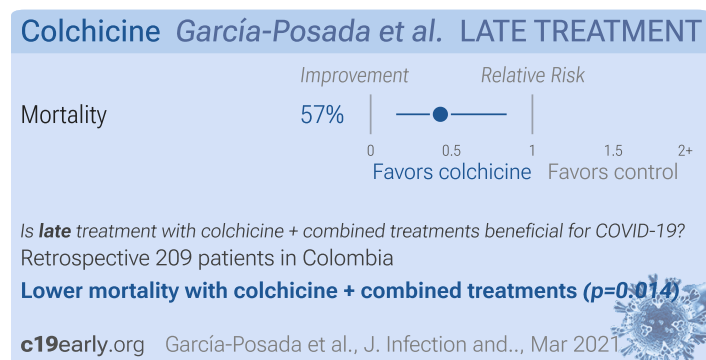 Colchicine García-Posada et al. LATE TREATMENT
Improvement Relative Risk
Mortality 57%
0 0.5 1 1.5 2+
Favors colchicine Favors control
Is late treatment with colchicine + combined treatments beneficial for COVID-19?
Retrospective 209 patients in Colombia
Lower mortality with colchicine + combined treatments (p=0.014)
c19early.org García-Posada et al., J. Infection and.., Mar 2021